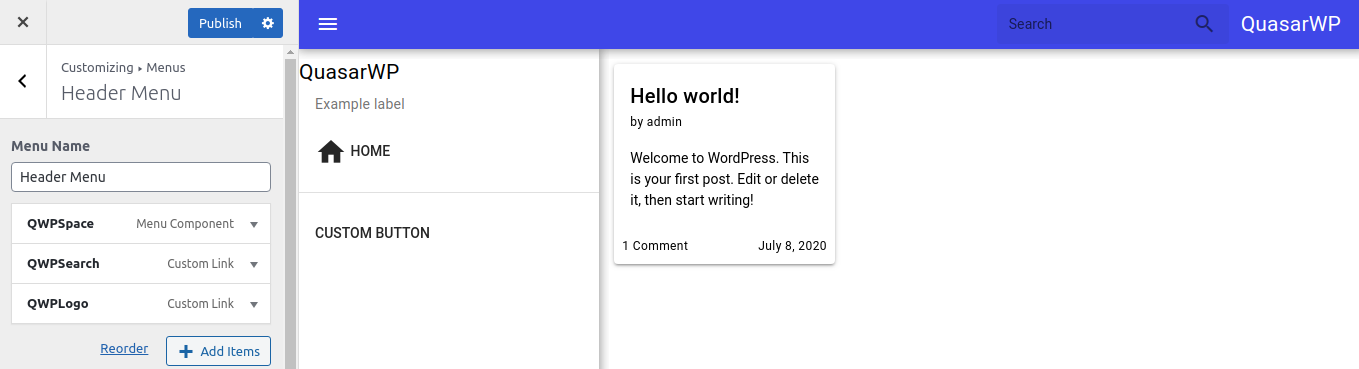 Publish
Customizing ▸ Menus
Header Menu
Menu Name
Header Menu
QWPSpace Menu Component
QWPSearch Custom Link
QWPLogo Custom Link
Reorder
Add Items
Search
QuasarWP
QuasarWP
Example label
HOME
CUSTOM BUTTON
Hello world!
by admin
Welcome to WordPress. This
is your first post. Edit or delete
it, then start writing!
1 Comment July 8, 2020